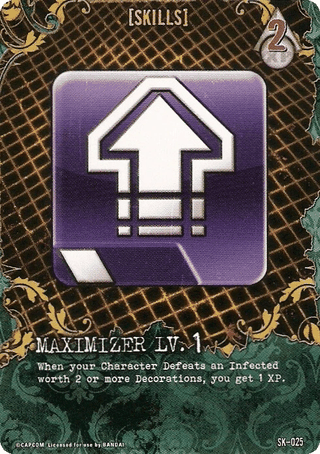 [SKILLS]
2
XP
MAXIMIZER LV. 1
When your Character Defeats an Infected
worth 2 or more Decorations, you get 1 XP.
©CAPCOM Licensed for use by BANDAI
SK-025